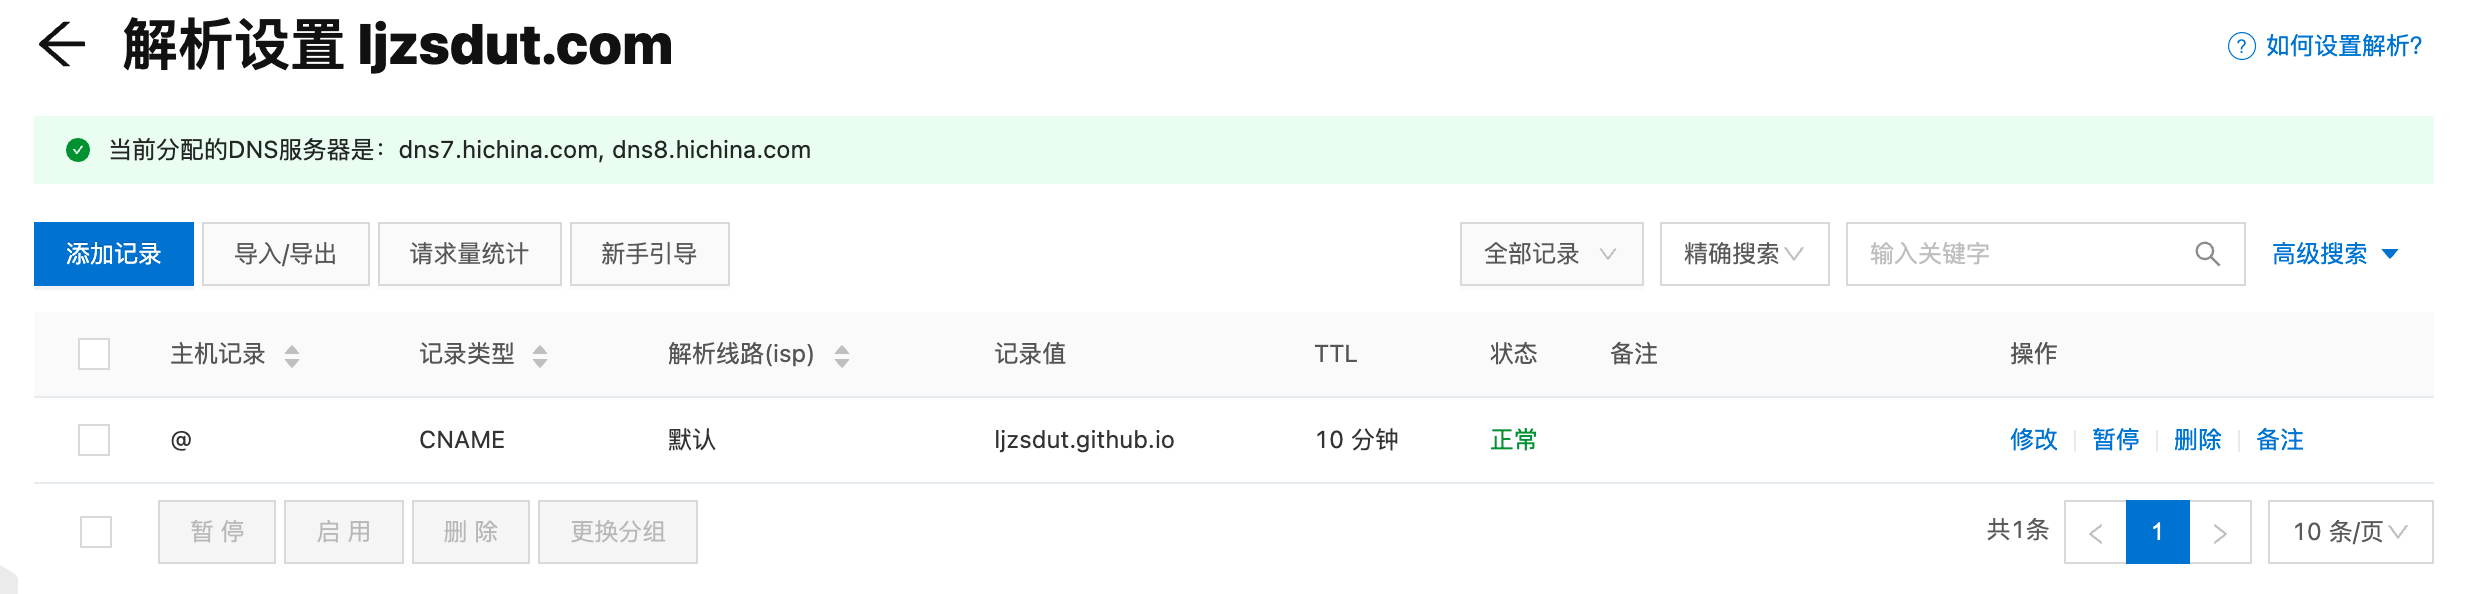 解析设置 ljzsdut.com
如何设置解析?
当前分配的DNS服务器是：dns7.hichina.com, dns8.hichina.com
添加记录 导入/导出 请求量统计 新手引导 全部记录 精确搜索 输入关键字 高级搜索
主机记录 记录类型 解析线路(isp) 记录值 TTL 状态 备注 操作
@ CNAME 默认 ljzsdut.github.io 10 分钟 正常 修改 暂停 删除 备注
暂 停 启 用 删 除 更换分组 共1条 < 1 > 10 条/页